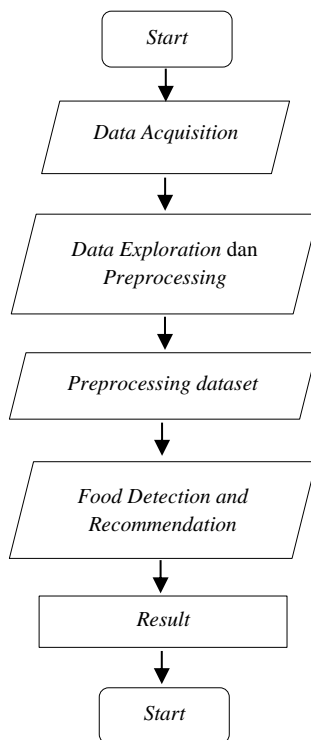 Start
Data Acquisition
Data Exploration dan
Preprocessing
Preprocessing dataset
Food Detection and
Recommendation
Result
Start